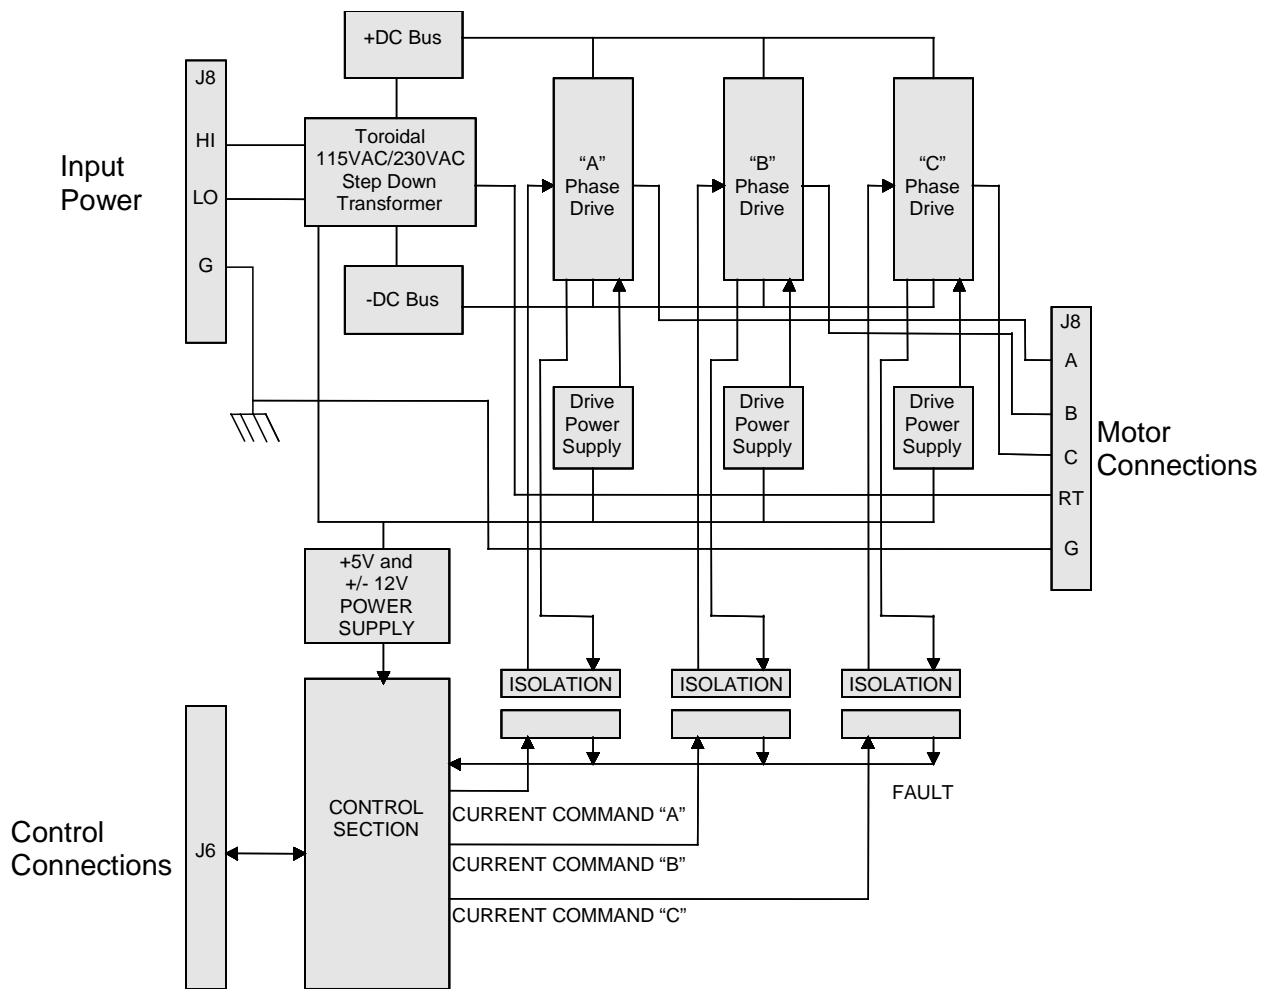 +DC Bus
J8
HI
LO
G
Input
Power
Toroidal
115VAC/230VAC
Step Down
Transformer
-DC Bus
“A”
Phase
Drive
“B”
Phase
Drive
“C”
Phase
Drive
Drive
Power
Supply
Drive
Power
Supply
Drive
Power
Supply
J8
A
B
C
RT
G
Motor
Connections
+5V and
+/- 12V
POWER
SUPPLY
ISOLATION
ISOLATION
ISOLATION
FAULT
CONTROL
SECTION
CURRENT COMMAND “A”
CURRENT COMMAND “B”
CURRENT COMMAND “C”
Control
Connections
J6